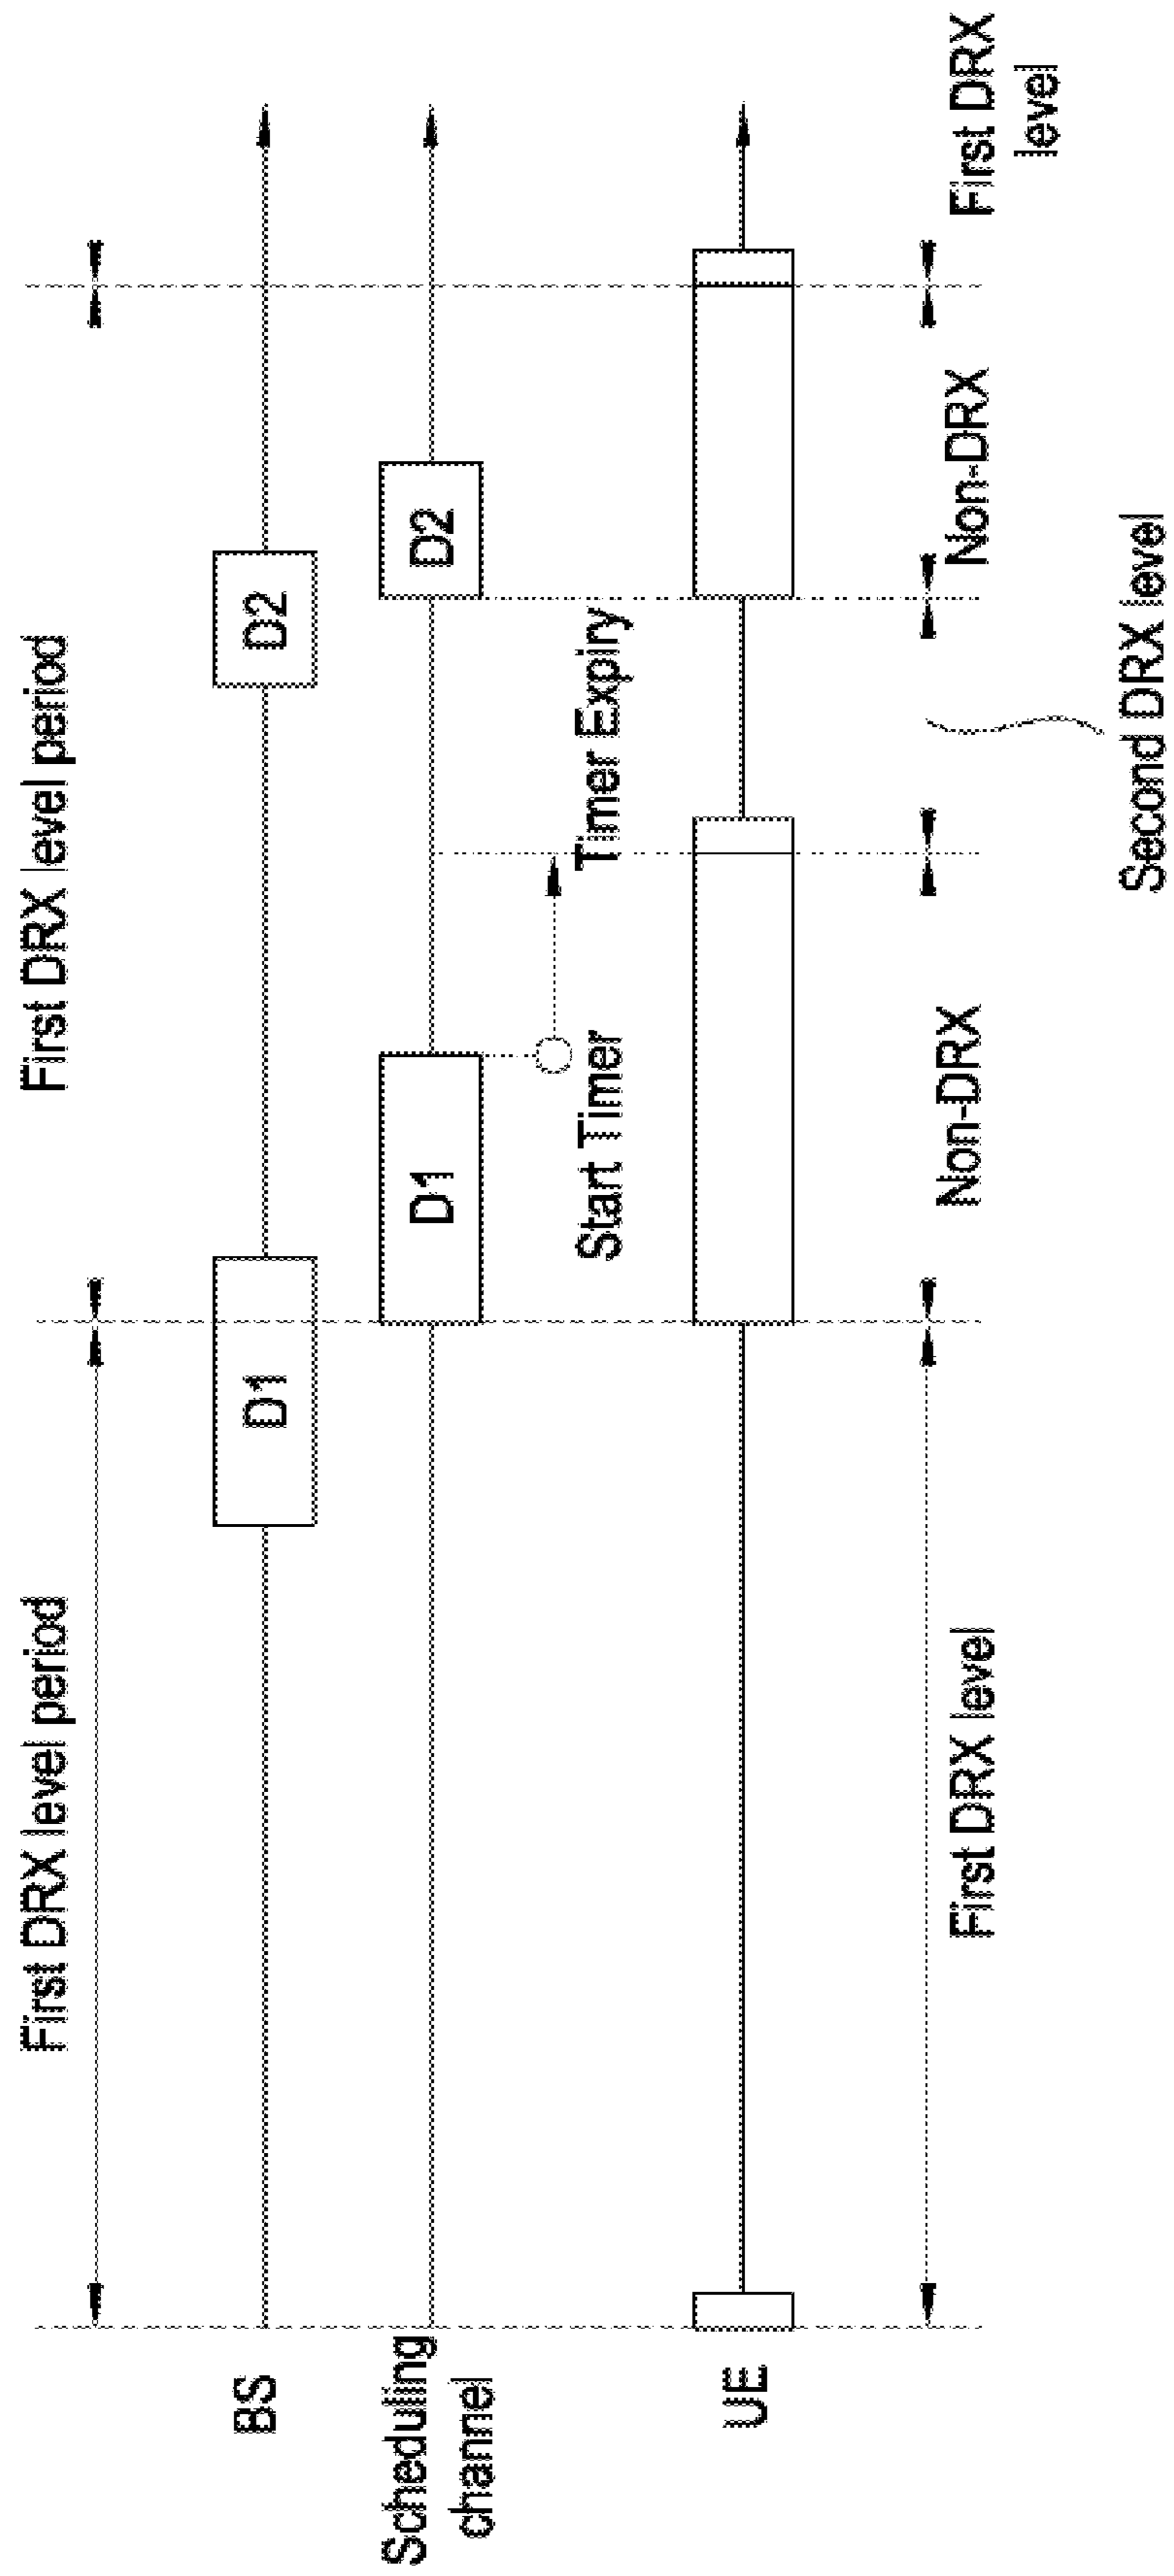 First DRX level period
First DRX level period
BS
D1
D2
Scheduling
channel
D1
D2
Start Timer
Timer Expiry
UE
First DRX level
Non-DRX
Non-DRX
First DRX
level
Second DRX level